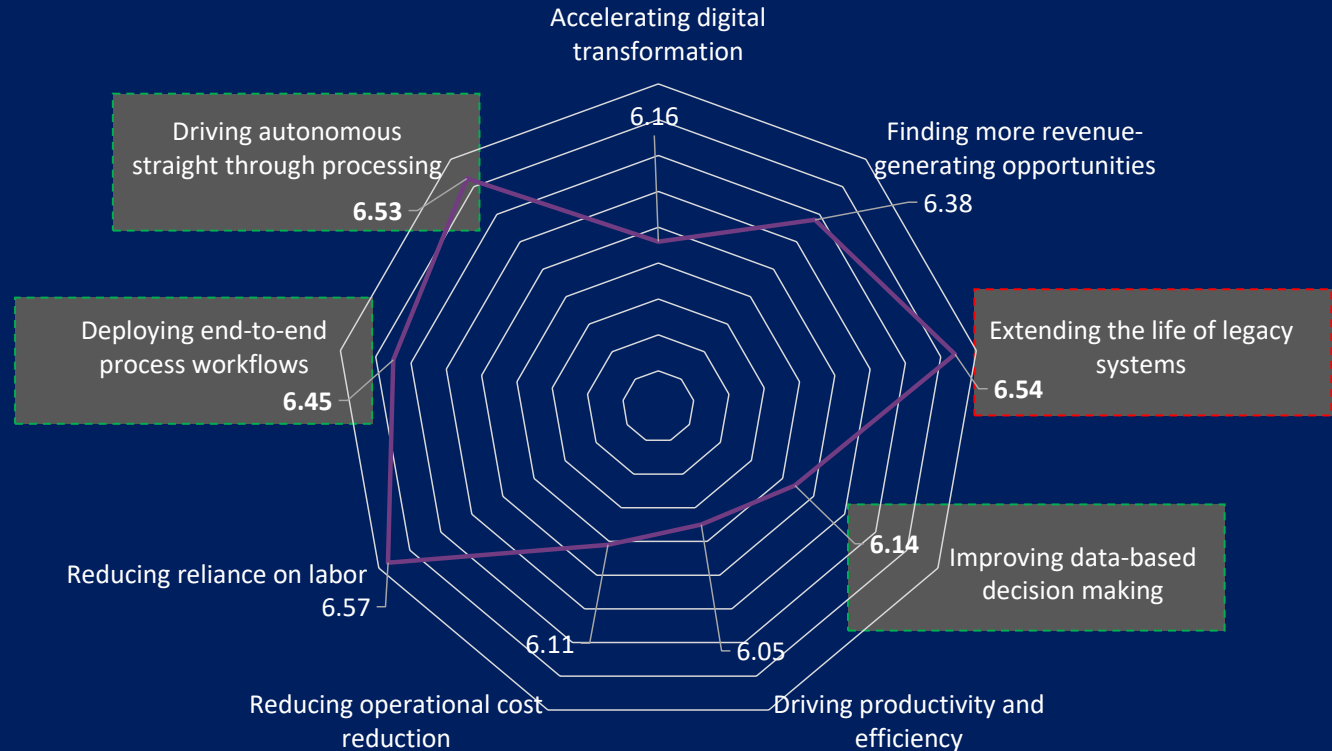 Accelerating digital
transformation
6.16
Finding more revenue-
generating opportunities
6.38
Extending the life of legacy
systems
6.54
Improving data-based
decision making
6.14
Driving productivity and
efficiency
6.05
Reducing operational cost
reduction
6.11
Reducing reliance on labor
6.57
Deploying end-to-end
process workflows
6.45
Driving autonomous
straight through processing
6.53